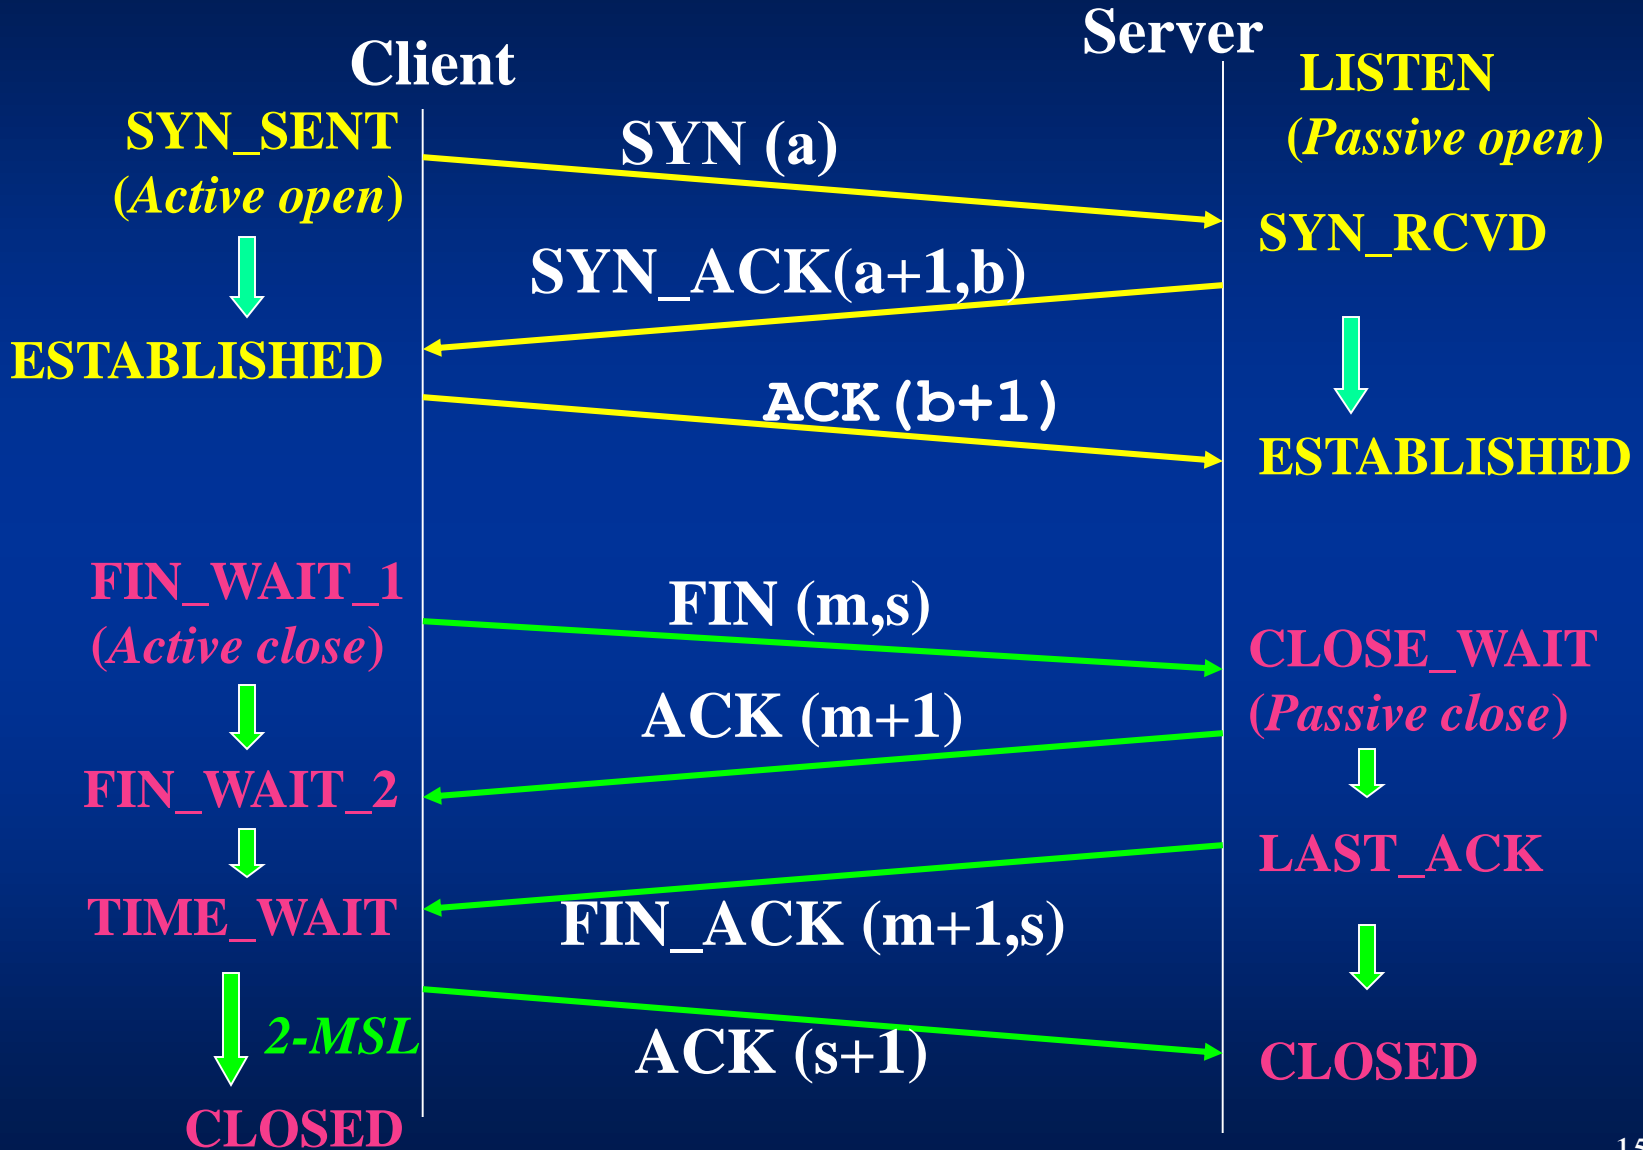 Client
Server
LISTEN
(Passive open)
SYN_SENT
(Active open)
SYN (a)
SYN_RCVD
SYN_ACK(a+1,b)
ESTABLISHED
ACK(b+1)
ESTABLISHED
FIN_WAIT_1
(Active close)
FIN (m,s)
CLOSE_WAIT
(Passive close)
ACK (m+1)
FIN_WAIT_2
LAST_ACK
TIME_WAIT
FIN_ACK (m+1,s)
2-MSL
ACK (s+1)
CLOSED
CLOSED